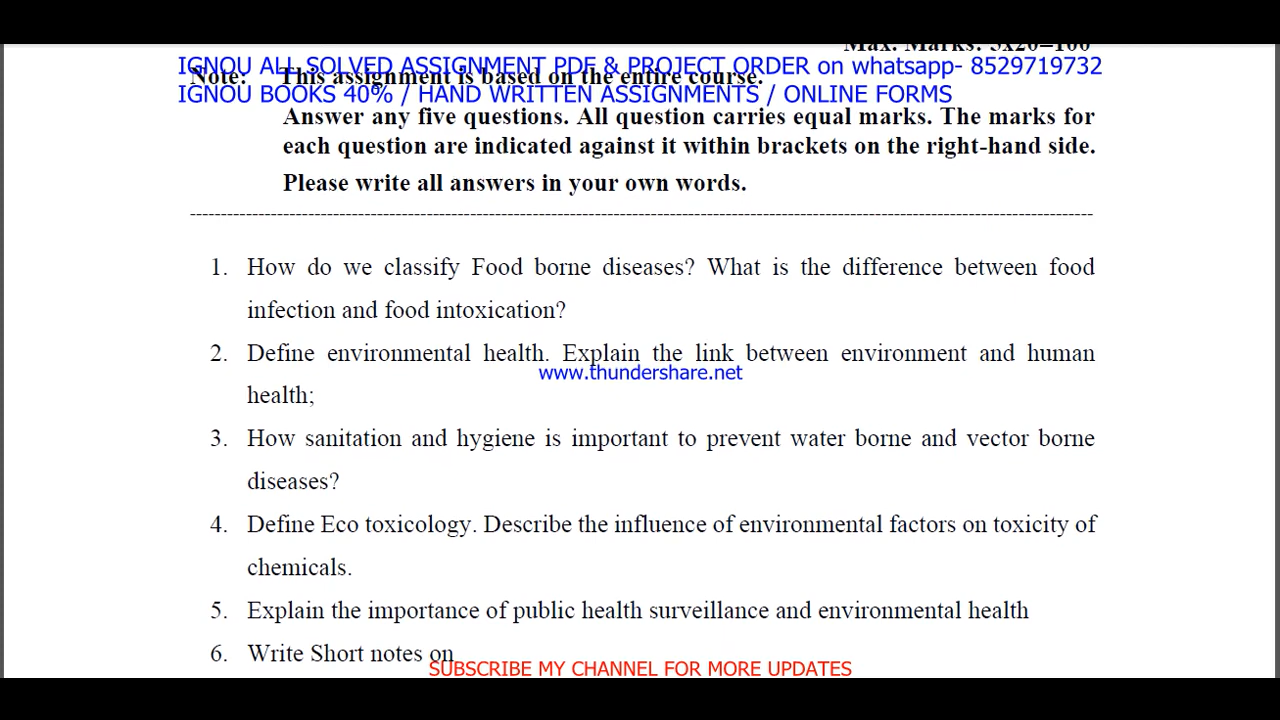 Max. Marks: 5x20=100
IGNOU ALL SOLVED ASSIGNMENT PDF & PROJECT ORDER on whatsapp- 8529719732
Note: This assignment is based on the entire course.
IGNOU BOOKS 40% / HAND WRITTEN ASSIGNMENTS / ONLINE FORMS
Answer any five questions. All question carries equal marks. The marks for
each question are indicated against it within brackets on the right-hand side.
Please write all answers in your own words.
1. How do we classify Food borne diseases? What is the difference between food
infection and food intoxication?
2. Define environmental health. Explain the link between environment and human
www.thundershare.net
health;
3. How sanitation and hygiene is important to prevent water borne and vector borne
diseases?
4. Define Eco toxicology. Describe the influence of environmental factors on toxicity of
chemicals.
5. Explain the importance of public health surveillance and environmental health
6. Write Short notes on
SUBSCRIBE MY CHANNEL FOR MORE UPDATES